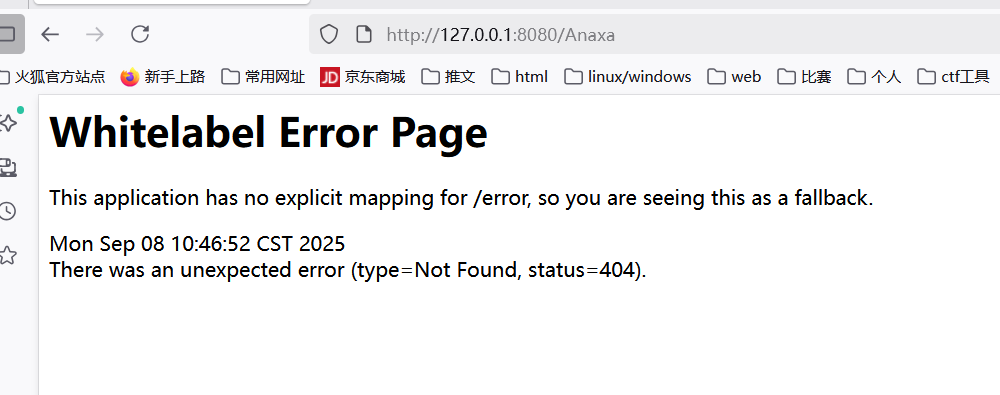 http://127.0.0.1:8080/Anaxa
火狐官方站点 新手上路 常用网址 JD 京东商城 推文 html linux/windows web 比赛 个人 ctf工具
Whitelabel Error Page
This application has no explicit mapping for /error, so you are seeing this as a fallback.
Mon Sep 08 10:46:52 CST 2025
There was an unexpected error (type=Not Found, status=404).